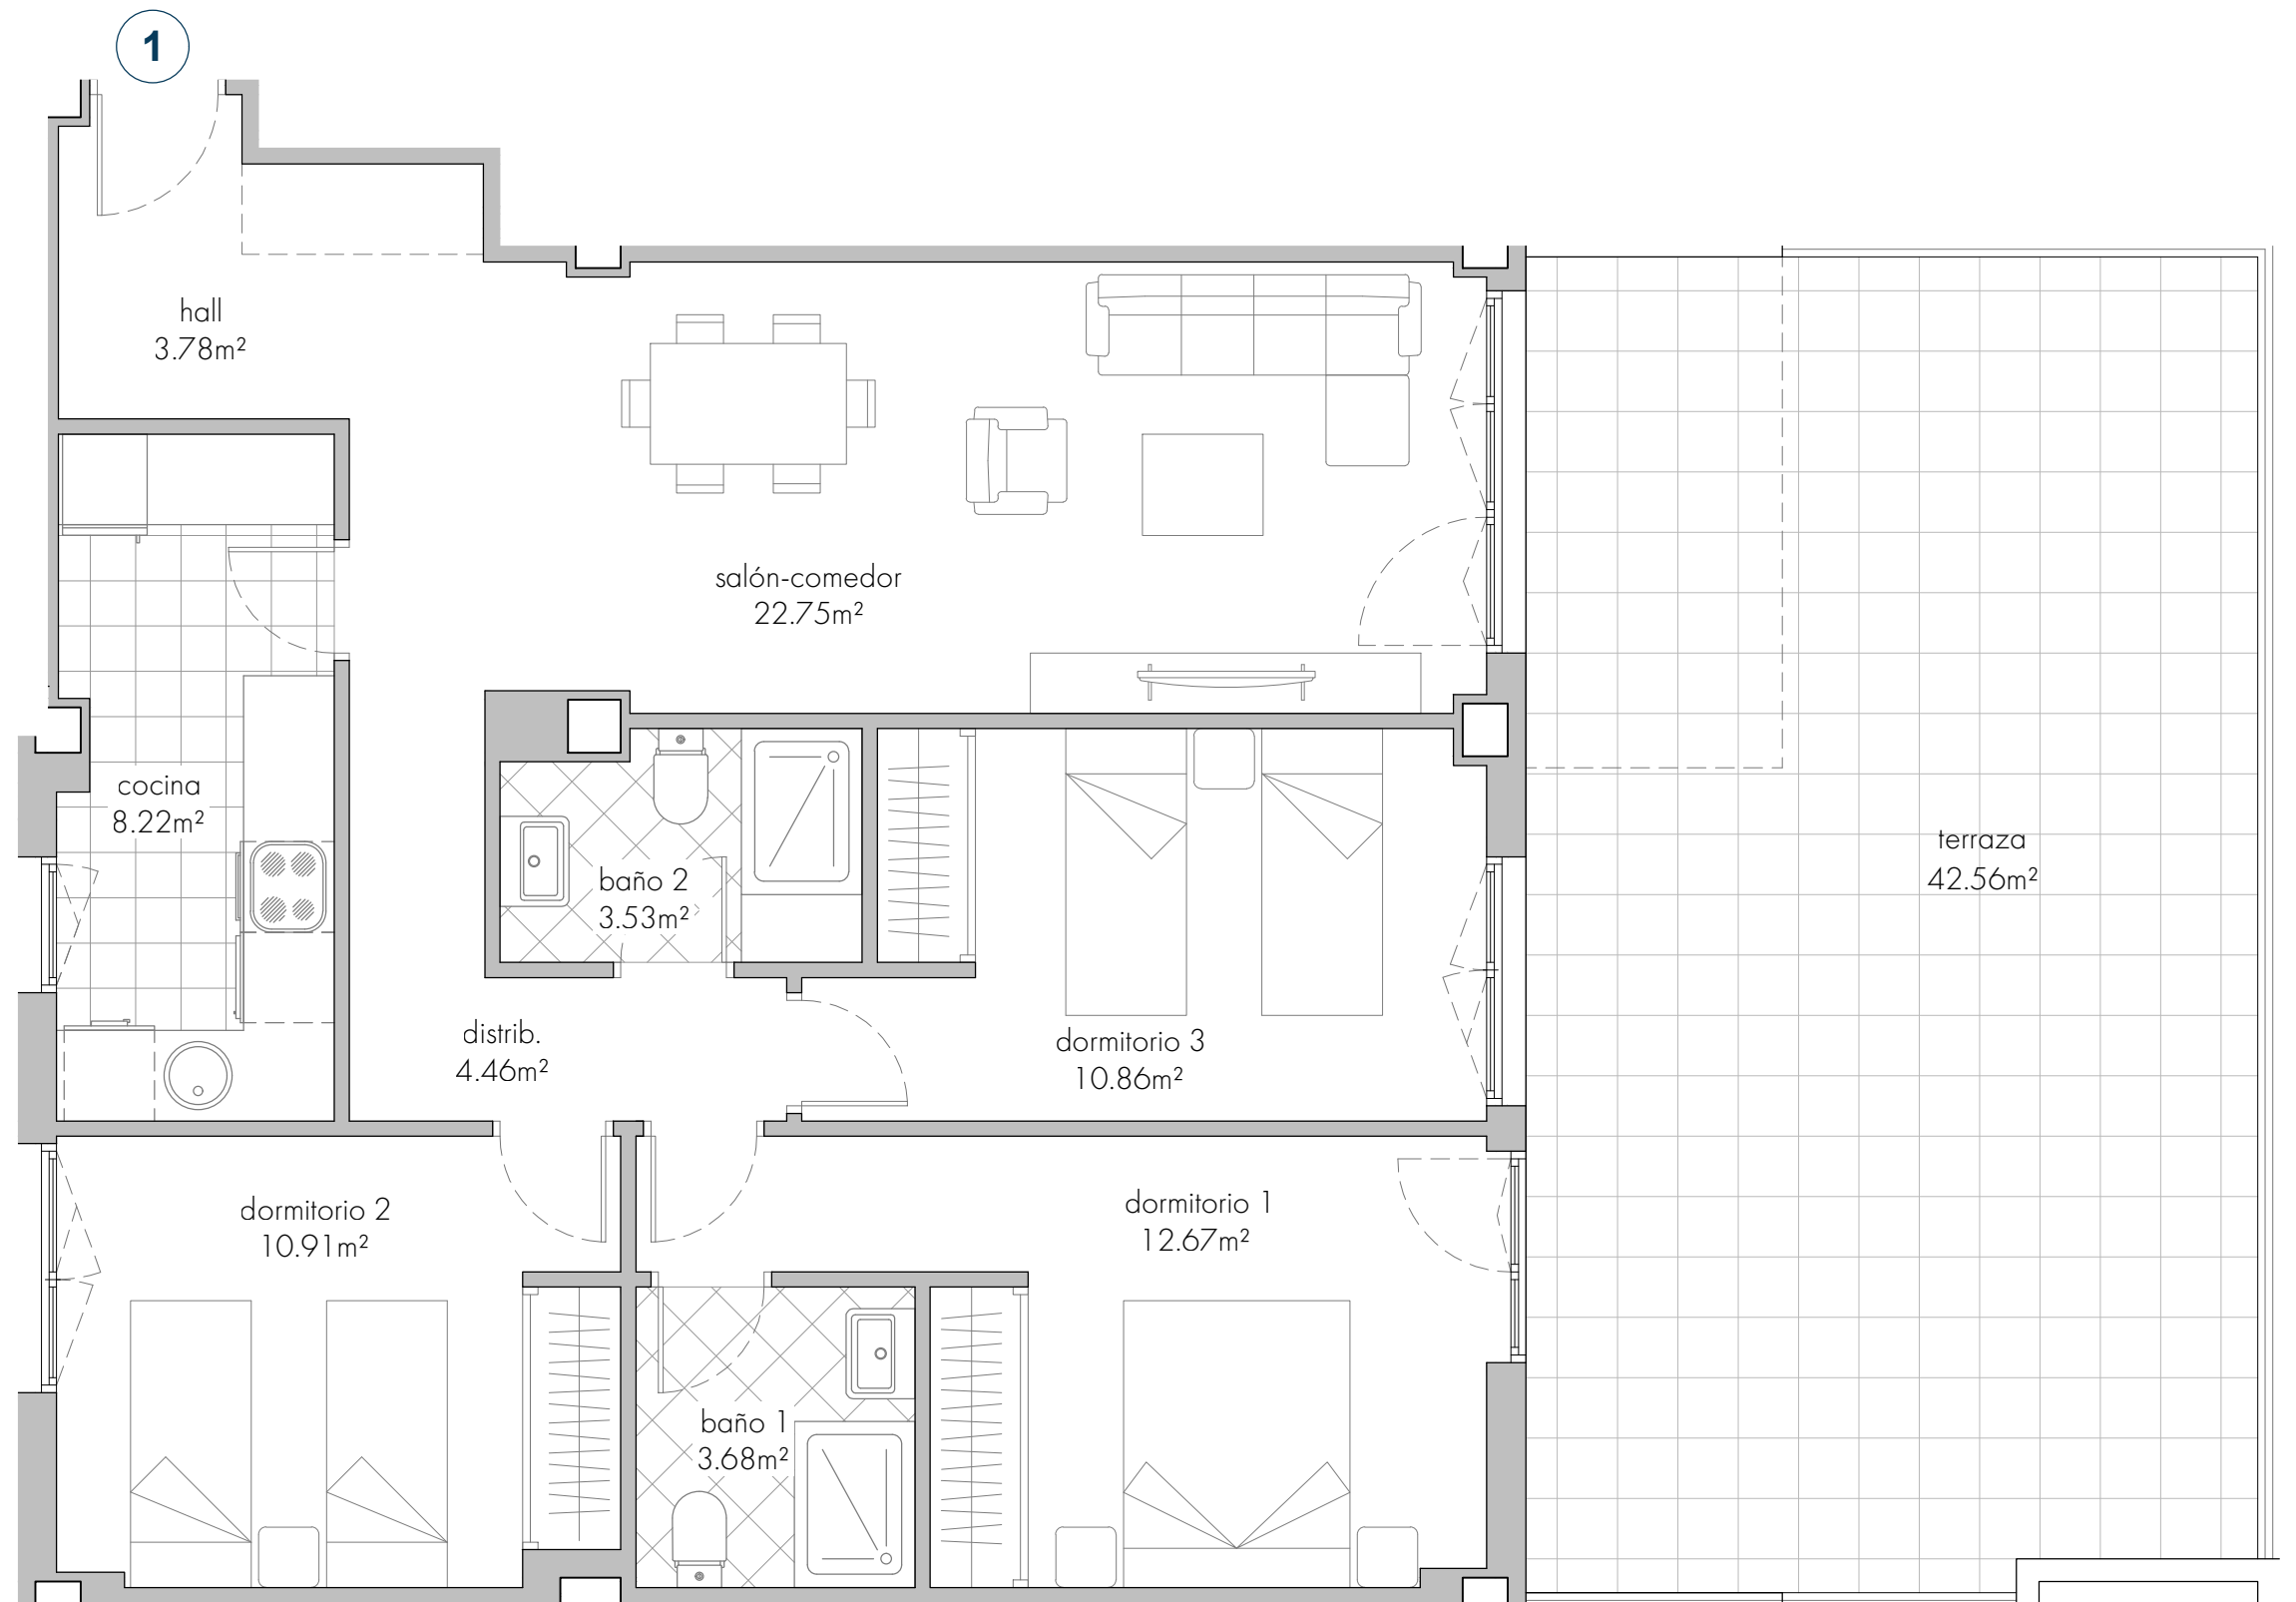 1
hall
3.78m²
salón-comedor
22.75m²
cocina
8.22m²
baño 2
3.53m²
terraza
42.56m²
distrib.
4.46m²
dormitorio 3
10.86m²
dormitorio 2
10.91m²
dormitorio 1
12.67m²
baño 1
3.68m²